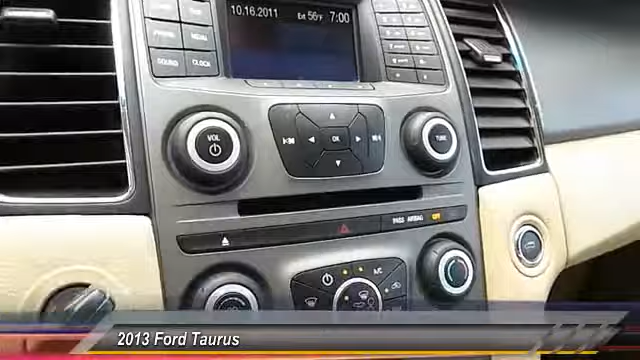 10.16.2011 Ext 56°F 7:00
PHONE MENU
SOUND CLOCK
VOL
OK
TUNE
PASS AIRBAG OFF
A/C
2013 Ford Taurus